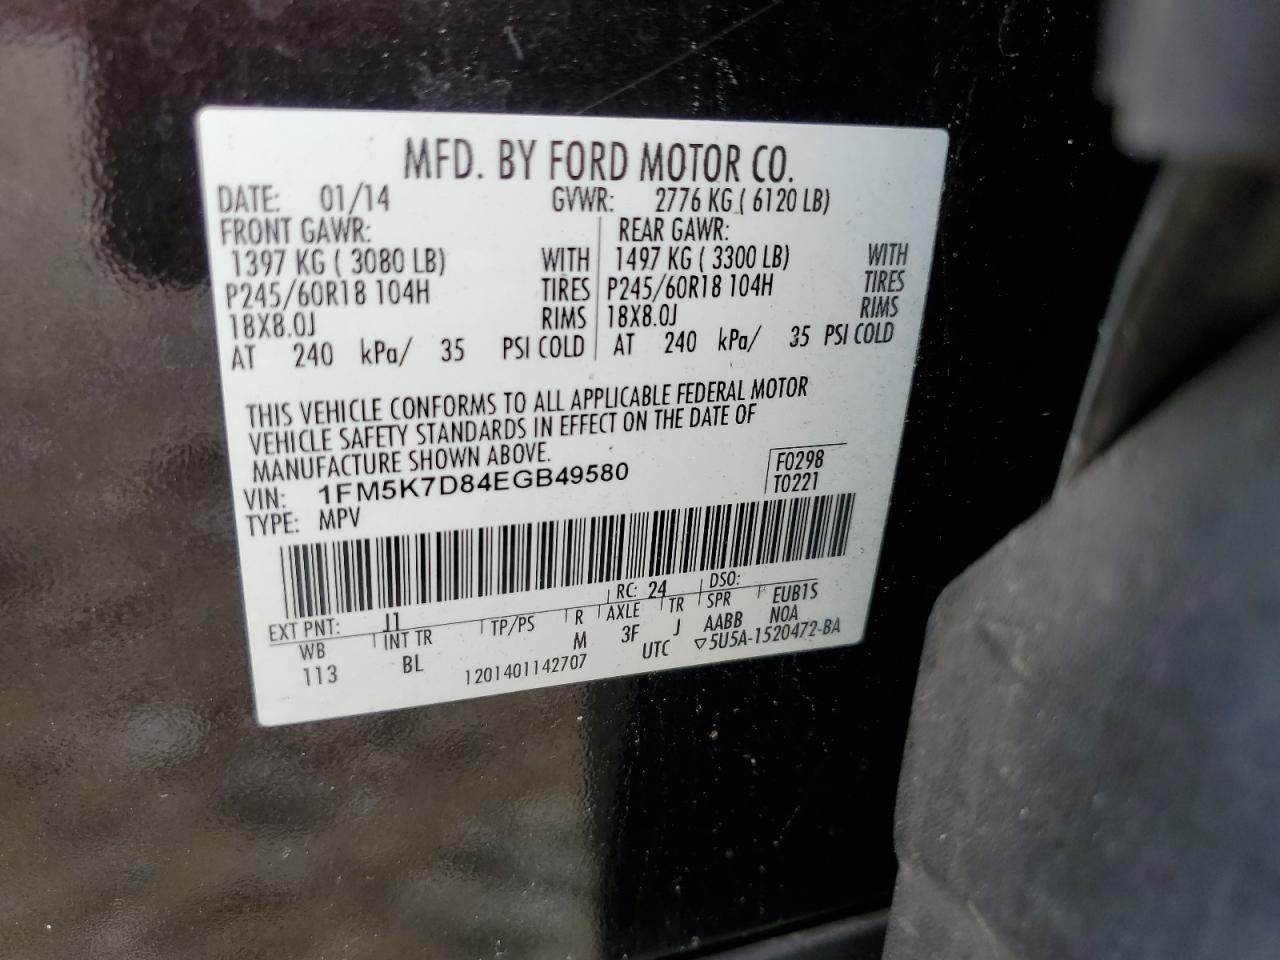 MFD. BY FORD MOTOR CO.
DATE: 01/14 GVWR: 2776 KG ( 6120 LB)
FRONT GAWR: REAR GAWR:
1397 KG ( 3080 LB) WITH 1497 KG ( 3300 LB) WITH
P245/60R18 104H TIRES P245/60R18 104H TIRES
18X8.0J RIMS 18X8.0J RIMS
AT 240 kPa/ 35 PSI COLD AT 240 kPa/ 35 PSI COLD
THIS VEHICLE CONFORMS TO ALL APPLICABLE FEDERAL MOTOR
VEHICLE SAFETY STANDARDS IN EFFECT ON THE DATE OF
MANUFACTURE SHOWN ABOVE.
F0298
VIN: 1FM5K7D84EGB49580
T0221
TYPE: MPV
EXT PNT: J1 RC: 24 DSO:
WB INT TR TP/PS R AXLE TR SPR EUB1S
113 BL M 3F J AABB NOA
1201401142707 UTC ▽5U5A-1520472-BA